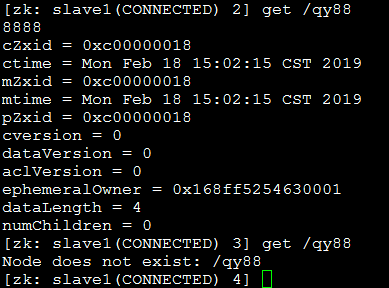 [zk: slave1(CONNECTED) 2] get /qy88
8888
cZxid = 0xc00000018
ctime = Mon Feb 18 15:02:15 CST 2019
mZxid = 0xc00000018
mtime = Mon Feb 18 15:02:15 CST 2019
pZxid = 0xc00000018
cversion = 0
dataVersion = 0
aclVersion = 0
ephemeralOwner = 0x168ff5254630001
dataLength = 4
numChildren = 0
[zk: slave1(CONNECTED) 3] get /qy88
Node does not exist: /qy88
[zk: slave1(CONNECTED) 4]